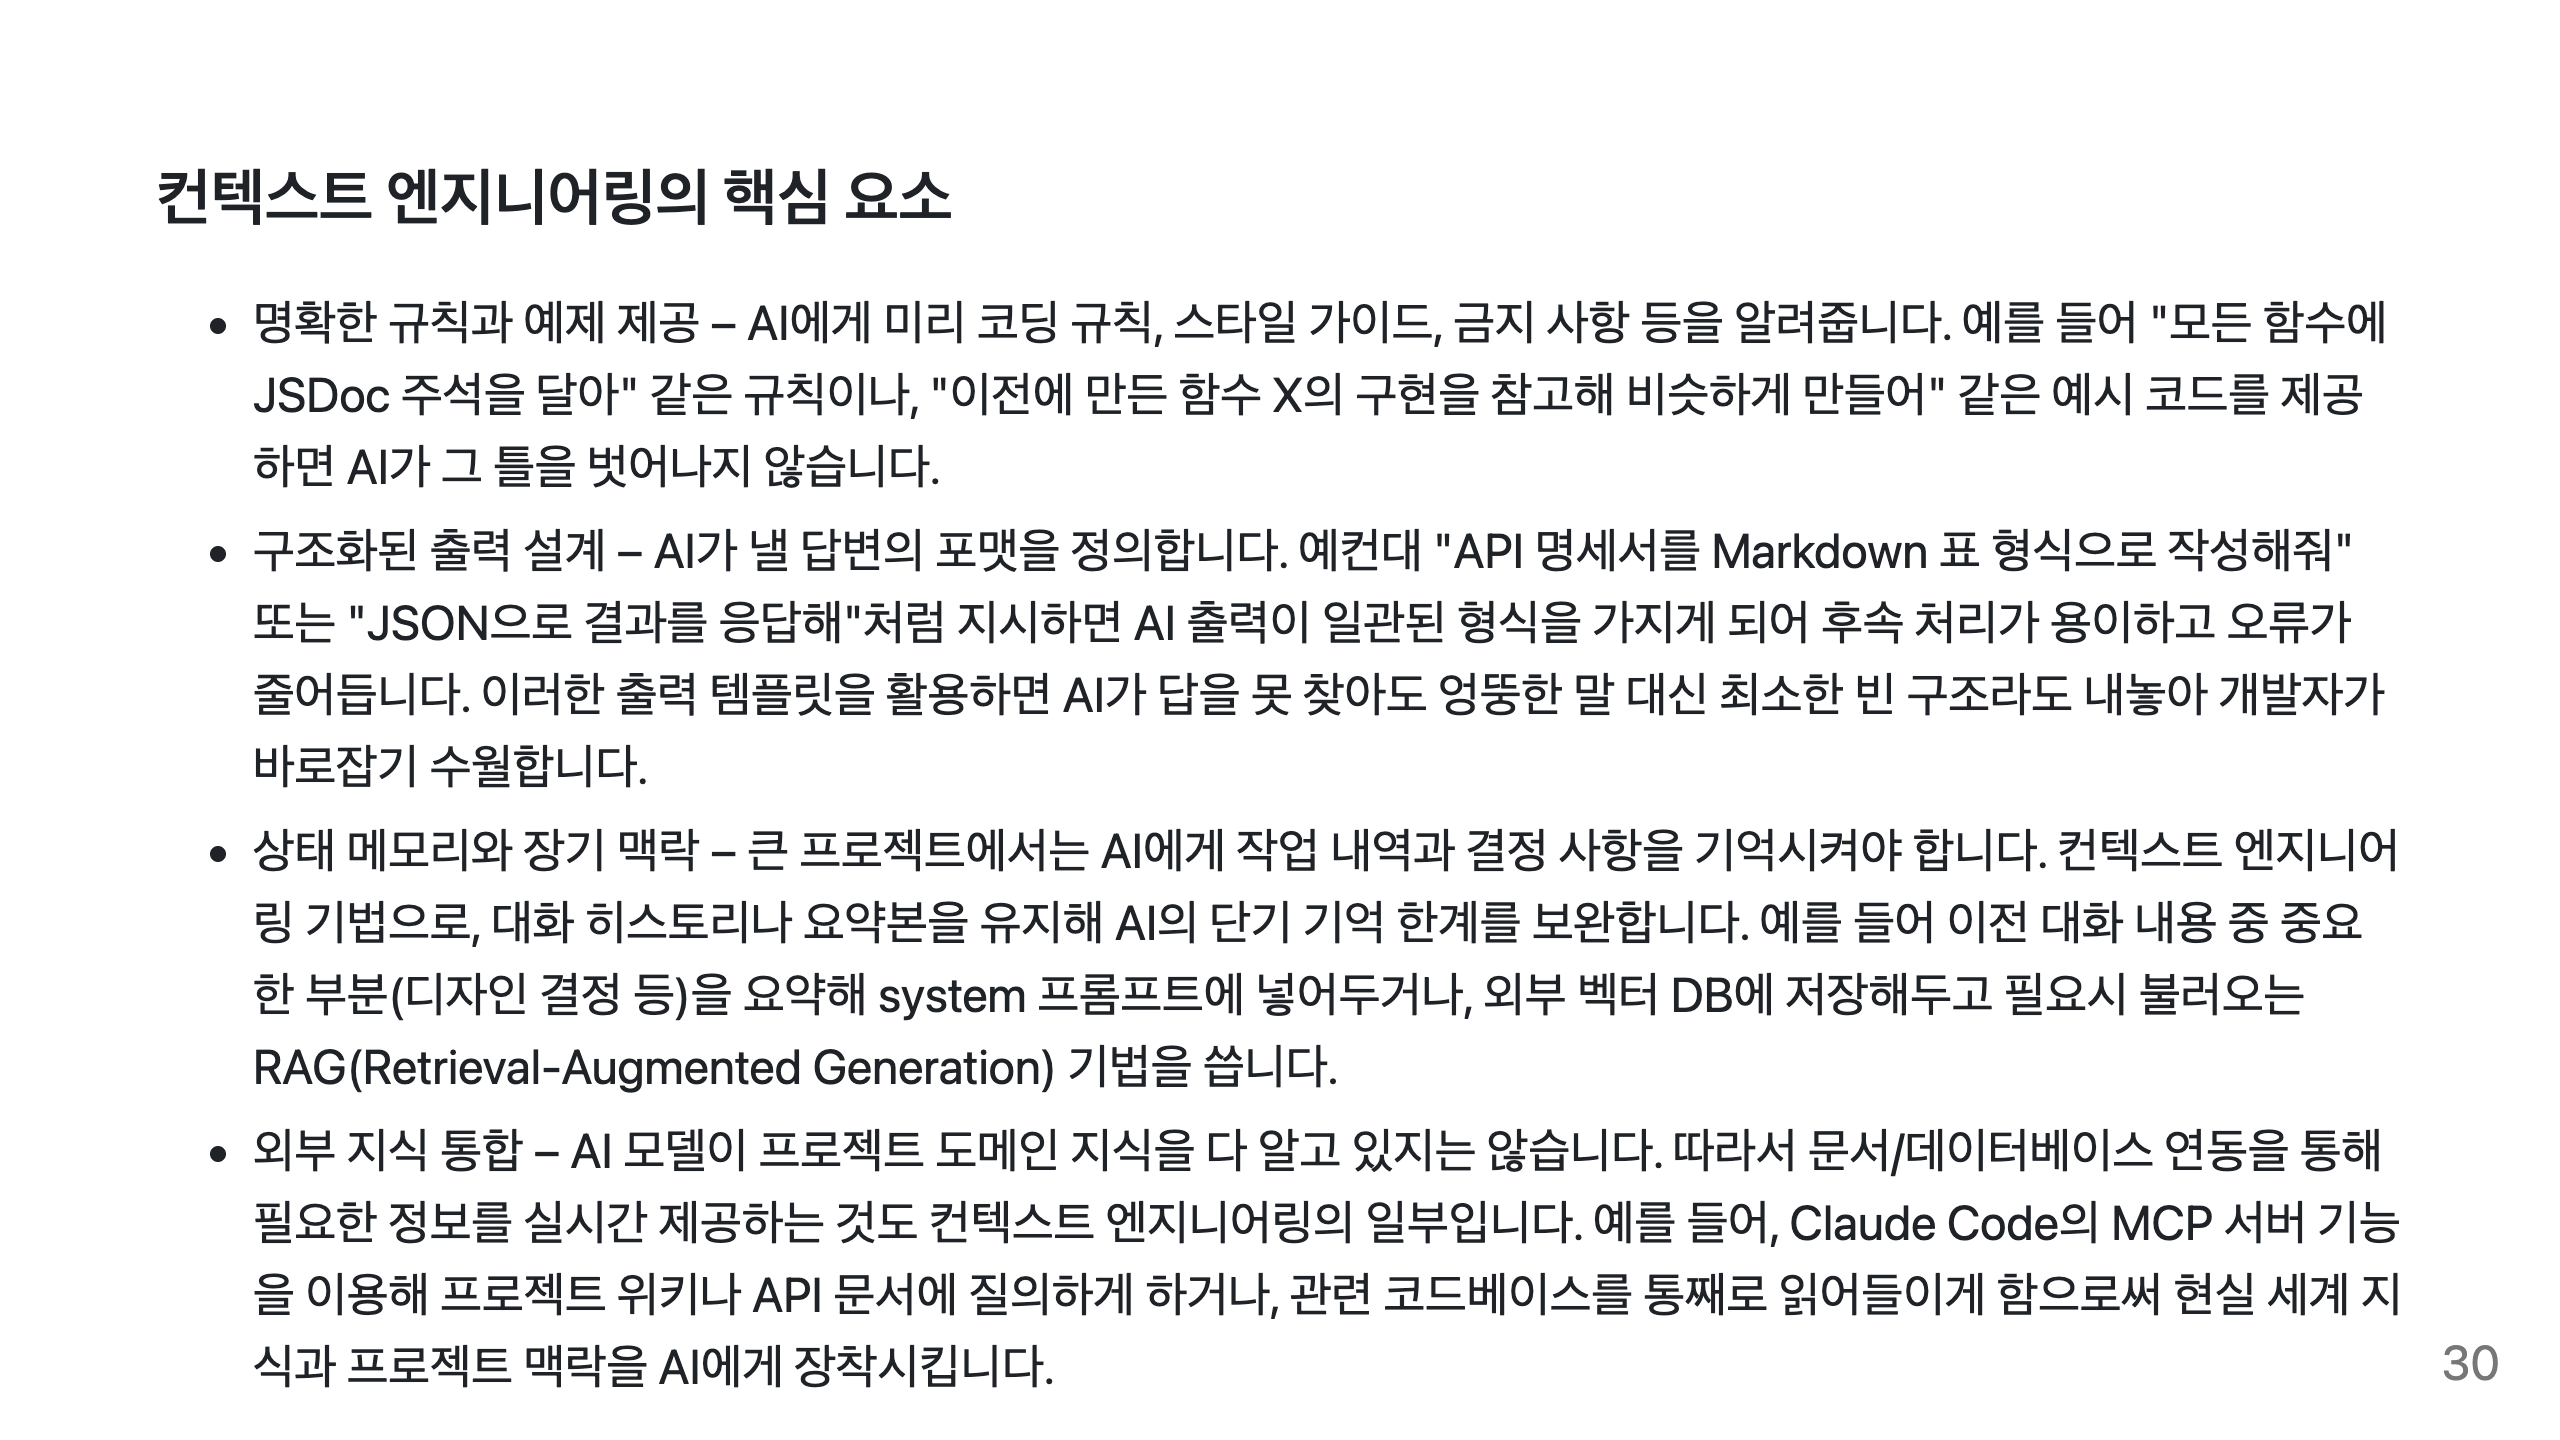 컨텍스트 엔지니어링의 핵심 요소
• 명확한 규칙과 예제 제공 – AI에게 미리 코딩 규칙, 스타일 가이드, 금지 사항 등을 알려줍니다. 예를 들어 "모든 함수에
JSDoc 주석을 달아" 같은 규칙이나, "이전에 만든 함수 X의 구현을 참고해 비슷하게 만들어" 같은 예시 코드를 제공
하면 AI가 그 틀을 벗어나지 않습니다.
• 구조화된 출력 설계 – AI가 낼 답변의 포맷을 정의합니다. 예컨대 "API 명세서를 Markdown 표 형식으로 작성해줘"
또는 "JSON으로 결과를 응답해"처럼 지시하면 AI 출력이 일관된 형식을 가지게 되어 후속 처리가 용이하고 오류가
줄어듭니다. 이러한 출력 템플릿을 활용하면 AI가 답을 못 찾아도 엉뚱한 말 대신 최소한 빈 구조라도 내놓아 개발자가
바로잡기 수월합니다.
• 상태 메모리와 장기 맥락 – 큰 프로젝트에서는 AI에게 작업 내역과 결정 사항을 기억시켜야 합니다. 컨텍스트 엔지니어
링 기법으로, 대화 히스토리나 요약본을 유지해 AI의 단기 기억 한계를 보완합니다. 예를 들어 이전 대화 내용 중 중요
한 부분(디자인 결정 등)을 요약해 system 프롬프트에 넣어두거나, 외부 벡터 DB에 저장해두고 필요시 불러오는
RAG(Retrieval-Augmented Generation) 기법을 씁니다.
• 외부 지식 통합 – AI 모델이 프로젝트 도메인 지식을 다 알고 있지는 않습니다. 따라서 문서/데이터베이스 연동을 통해
필요한 정보를 실시간 제공하는 것도 컨텍스트 엔지니어링의 일부입니다. 예를 들어, Claude Code의 MCP 서버 기능
을 이용해 프로젝트 위키나 API 문서에 질의하게 하거나, 관련 코드베이스를 통째로 읽어들이게 함으로써 현실 세계 지
식과 프로젝트 맥락을 AI에게 장착시킵니다.
30